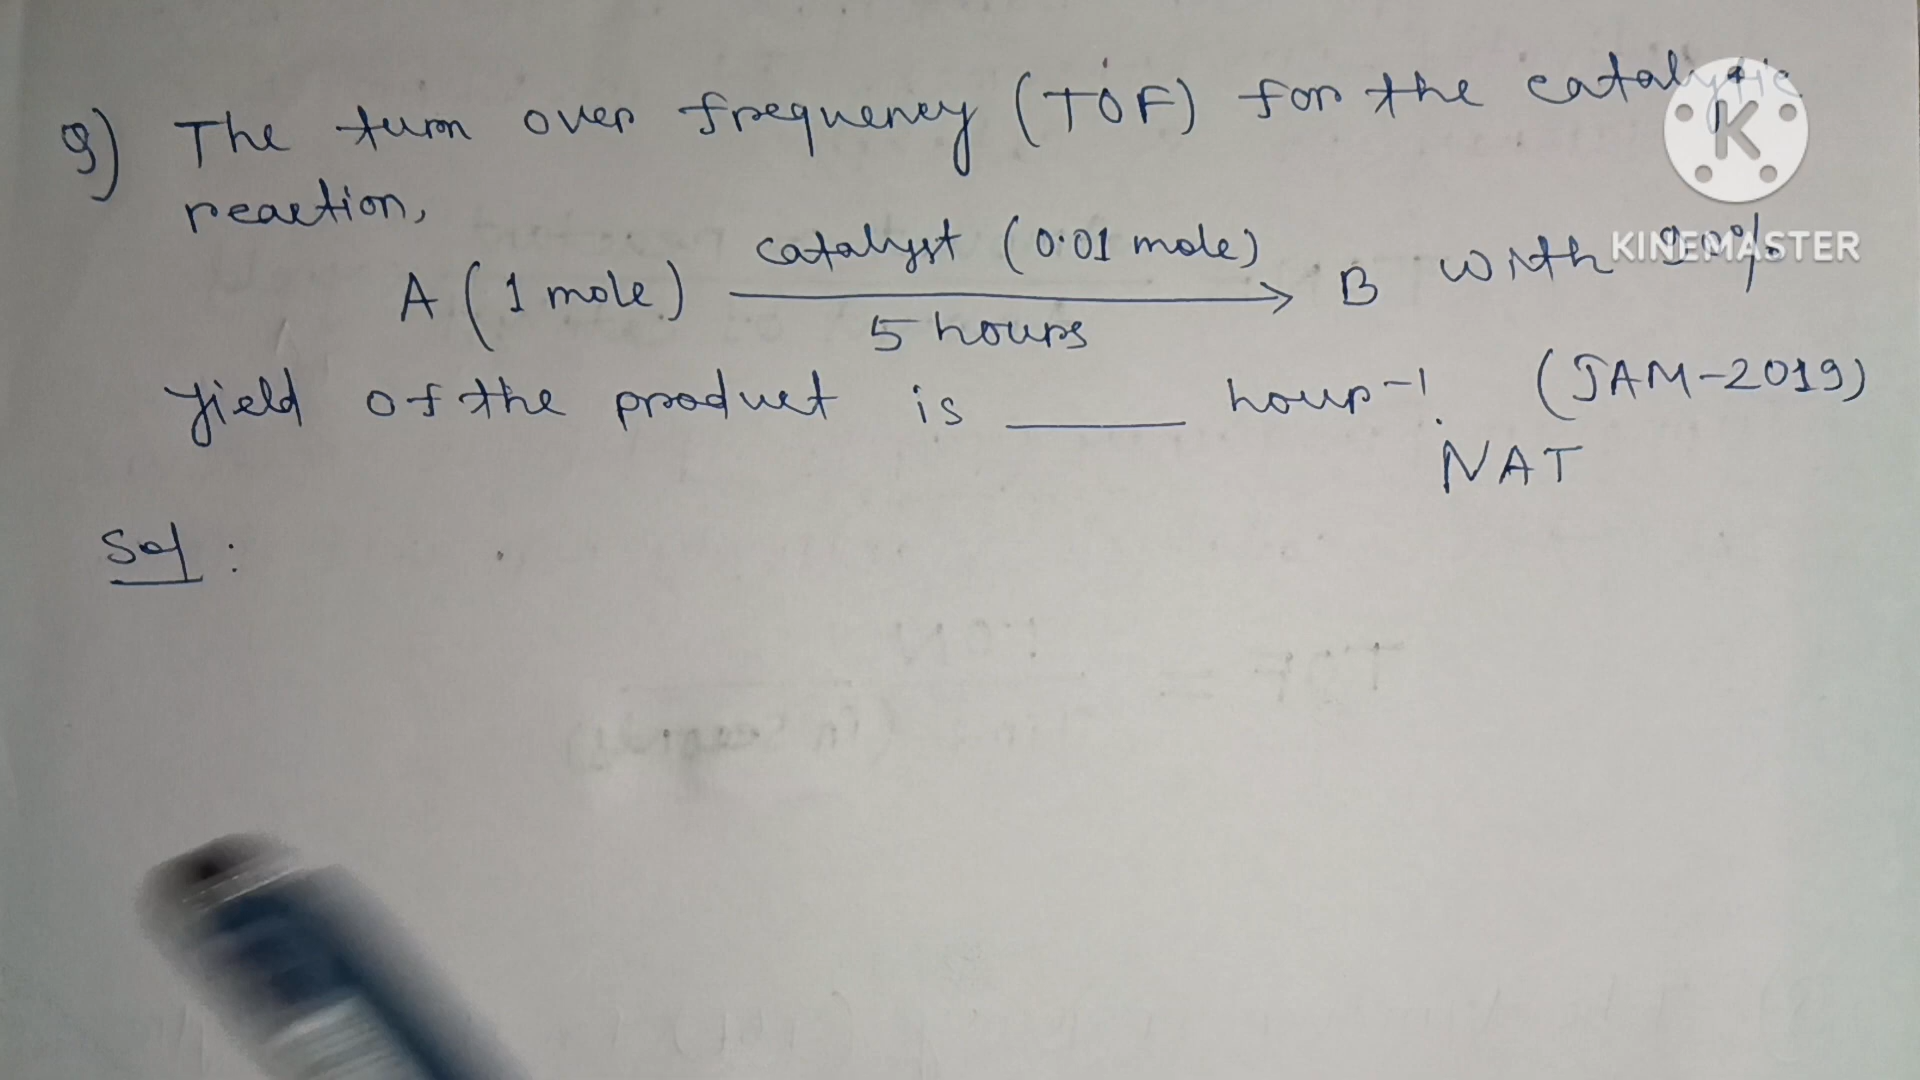 9) The turn over frequency (TOF) for the catalytic
reaction,
A (1 mole) catalyst (0.01 mole) 5 hours → B with 90%
yield of the product is ______ hour-1. (JAM-2019)
NAT
Sol :
K
KINEMASTER